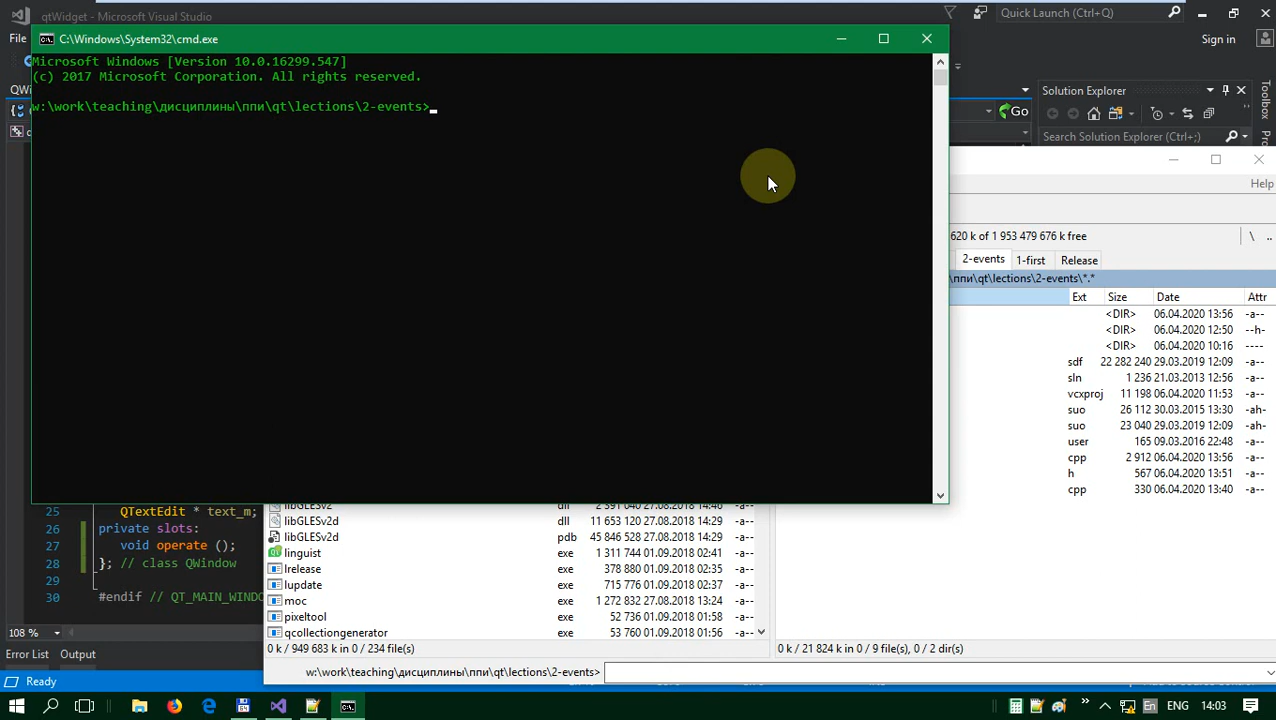 qtWidget - Microsoft Visual Studio
Quick Launch (Ctrl+Q)
File
Sign in
C:\Windows\System32\cmd.exe
Microsoft Windows [Version 10.0.16299.547]
(c) 2017 Microsoft Corporation. All rights reserved.
w:\work\teaching\дисциплины\ппи\qt\lections\2-events>
Solution Explorer
Go
Search Solution Explorer (Ctrl+;)
Toolbox
Help
620 k of 1 953 479 676 k free
\ ..
2-events 1-first Release
\ппи\qt\lections\2-events\*.*
Ext Size Date Attr
<DIR> 06.04.2020 13:56 -a--
<DIR> 06.04.2020 12:50 --h-
<DIR> 06.04.2020 10:16 ----
sdf 22 282 240 29.03.2019 12:09 -a--
sln 1 236 21.03.2013 12:56 -a--
vcxproj 11 198 06.04.2020 11:53 -a--
suo 26 112 30.03.2015 13:30 -ah-
suo 23 040 29.03.2019 12:09 -ah-
user 165 09.03.2016 22:48 -a--
cpp 2 912 06.04.2020 13:56 -a--
h 567 06.04.2020 13:51 -a--
cpp 330 06.04.2020 13:40 -a--
25 QTextEdit * text_m;
26 private slots:
27 void operate ();
28 }; // class QWindow
29
30 #endif // QT_MAIN_WINDO
libGLESv2 dll 2 391 040 27.08.2018 14:40 -a--
libGLESv2d dll 11 653 120 27.08.2018 14:29 -a--
libGLESv2d pdb 45 846 528 27.08.2018 14:29 -a--
linguist exe 1 311 744 01.09.2018 02:41 -a--
lrelease exe 378 880 01.09.2018 02:35 -a--
lupdate exe 715 776 01.09.2018 02:37 -a--
moc exe 1 272 832 27.08.2018 13:24 -a--
pixeltool exe 52 736 01.09.2018 01:58 -a--
qcollectiongenerator exe 53 760 01.09.2018 01:56 -a--
108 %
0 k / 949 683 k in 0 / 234 file(s)
0 k / 21 824 k in 0 / 9 file(s), 0 / 2 dir(s)
Error List Output
w:\work\teaching\дисциплины\ппи\qt\lections\2-events>
Ready
ENG 14:03